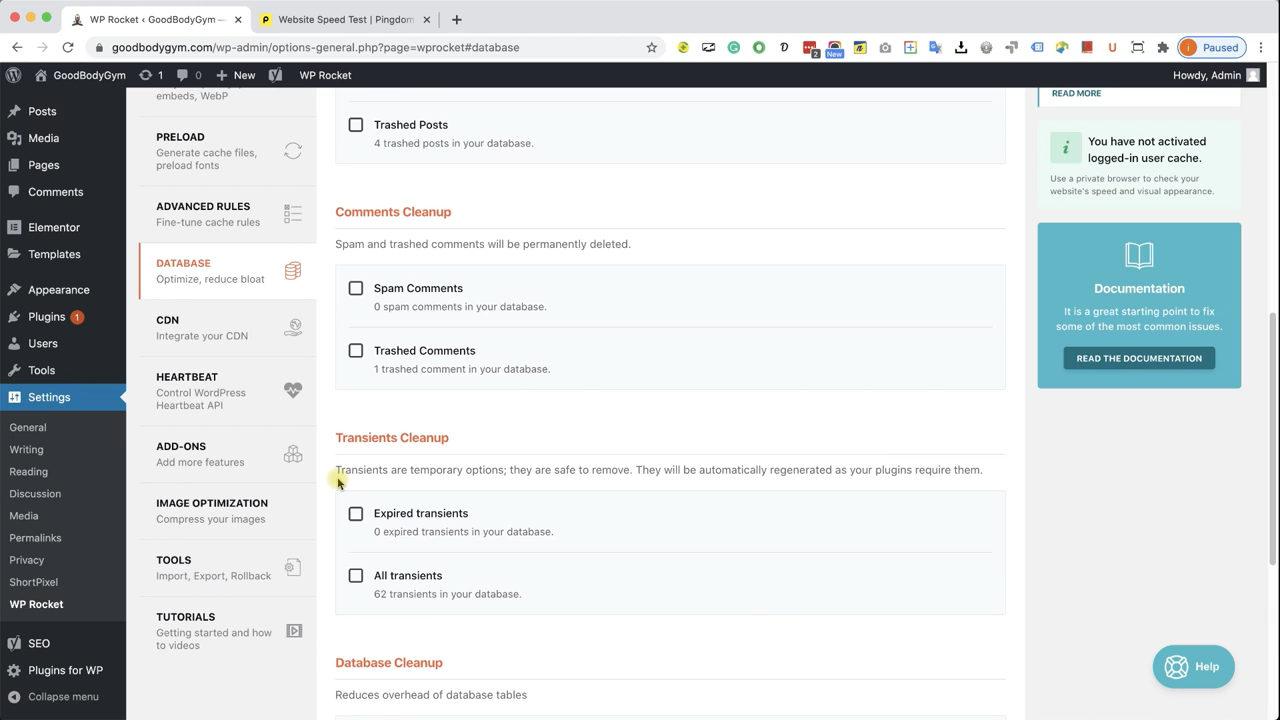 WP Rocket ‹ GoodBodyGym —
Website Speed Test | Pingdom
goodbodygym.com/wp-admin/options-general.php?page=wprocket#database
2
New
Paused
GoodBodyGym
1
0
New
WP Rocket
Howdy, Admin
Posts
Media
Pages
Comments
Elementor
Templates
Appearance
Plugins 1
Users
Tools
Settings
General
Writing
Reading
Discussion
Media
Permalinks
Privacy
ShortPixel
WP Rocket
SEO
Plugins for WP
Collapse menu
embeds, WebP
PRELOAD
Generate cache files,
preload fonts
ADVANCED RULES
Fine-tune cache rules
DATABASE
Optimize, reduce bloat
CDN
Integrate your CDN
HEARTBEAT
Control WordPress
Heartbeat API
ADD-ONS
Add more features
IMAGE OPTIMIZATION
Compress your images
TOOLS
Import, Export, Rollback
TUTORIALS
Getting started and how
to videos
Trashed Posts
4 trashed posts in your database.
Comments Cleanup
Spam and trashed comments will be permanently deleted.
Spam Comments
0 spam comments in your database.
Trashed Comments
1 trashed comment in your database.
Transients Cleanup
Transients are temporary options; they are safe to remove. They will be automatically regenerated as your plugins require them.
Expired transients
0 expired transients in your database.
All transients
62 transients in your database.
Database Cleanup
Reduces overhead of database tables
READ MORE
You have not activated
logged-in user cache.
Use a private browser to check your
website's speed and visual appearance.
Documentation
It is a great starting point to fix
some of the most common issues.
READ THE DOCUMENTATION
Help